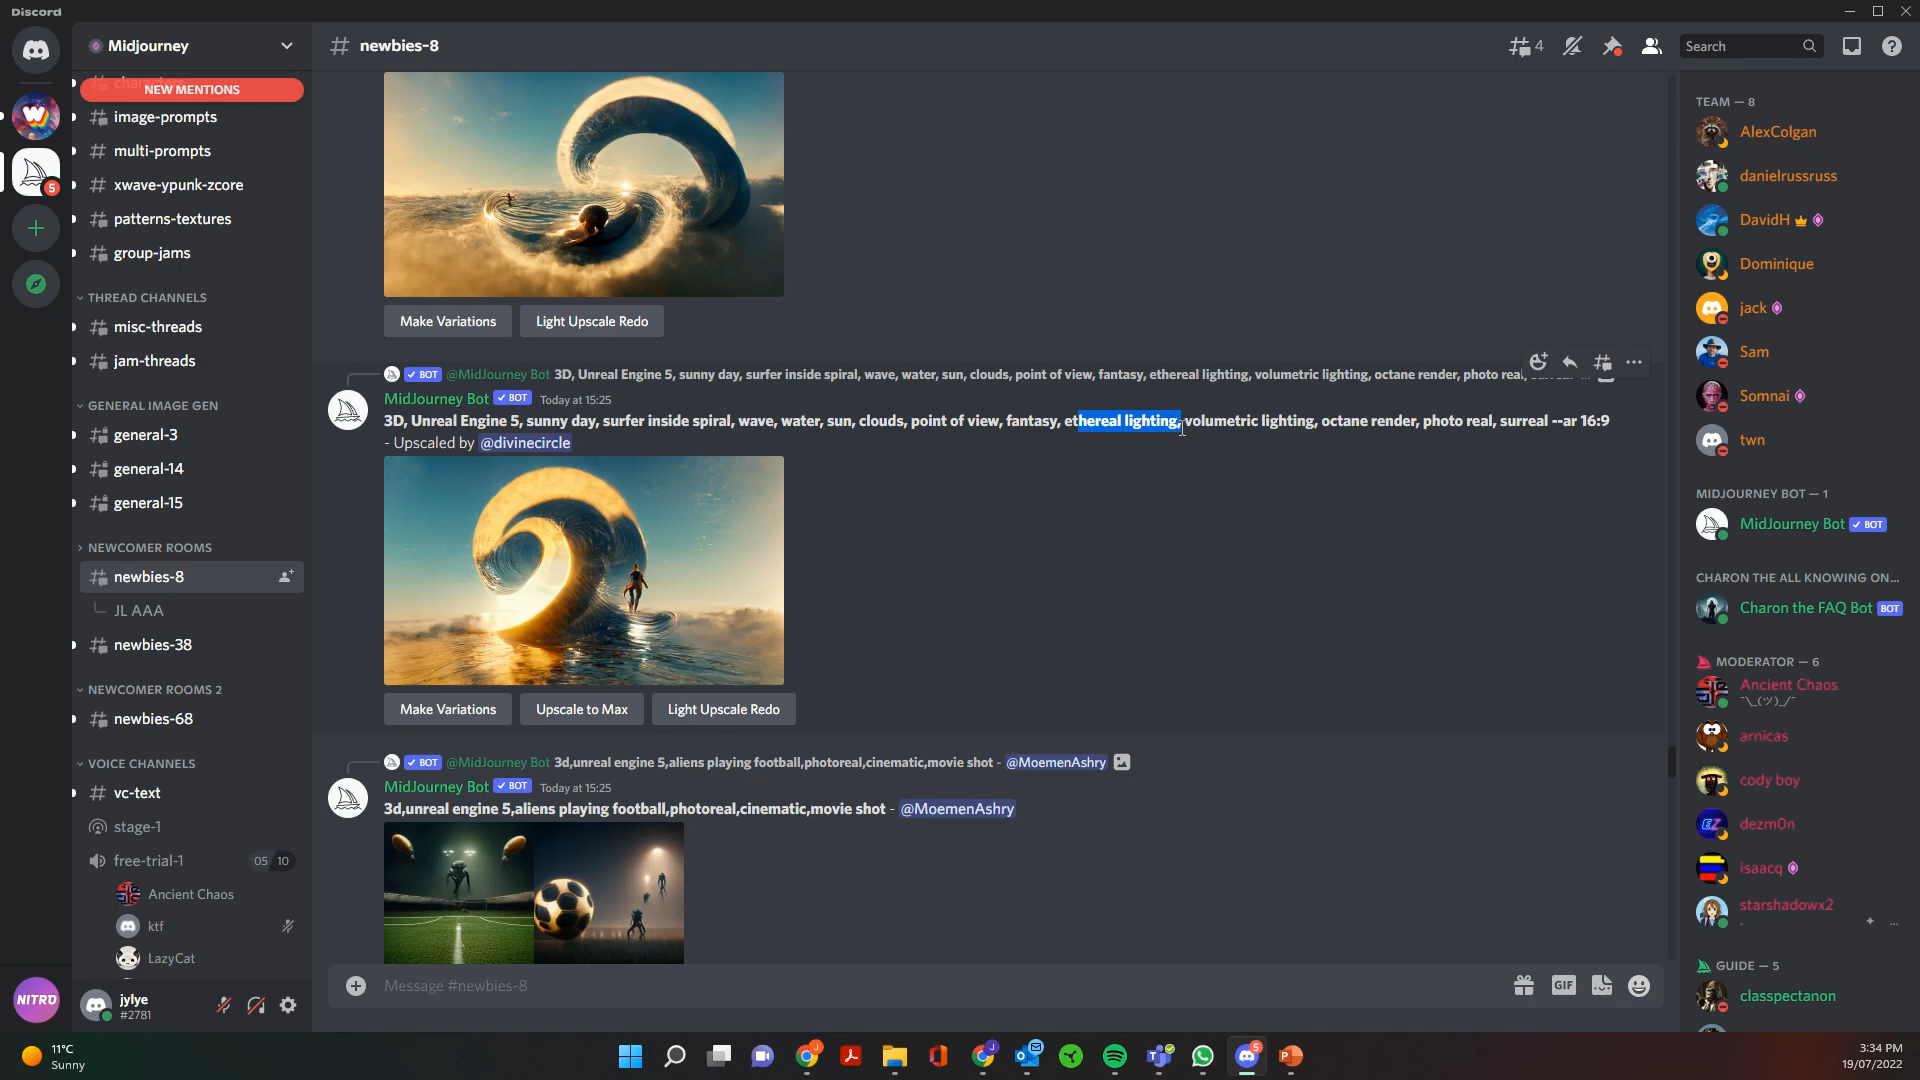 Discord
Midjourney
characters
NEW MENTIONS
image-prompts
multi-prompts
xwave-ypunk-zcore
patterns-textures
group-jams
THREAD CHANNELS
misc-threads
jam-threads
GENERAL IMAGE GEN
general-3
general-14
general-15
NEWCOMER ROOMS
newbies-8
JL AAA
newbies-38
NEWCOMER ROOMS 2
newbies-68
VOICE CHANNELS
vc-text
stage-1
free-trial-1 05 10
Ancient Chaos
ktf
LazyCat
5
NITRO
jylye
#2781
newbies-8
4
Search
Make Variations
Light Upscale Redo
BOT @MidJourney Bot 3D, Unreal Engine 5, sunny day, surfer inside spiral, wave, water, sun, clouds, point of view, fantasy, ethereal lighting, volumetric lighting, octane render, photo real,
MidJourney Bot BOT Today at 15:25
3D, Unreal Engine 5, sunny day, surfer inside spiral, wave, water, sun, clouds, point of view, fantasy, ethereal lighting, volumetric lighting, octane render, photo real, surreal --ar 16:9
- Upscaled by @divinecircle
Make Variations
Upscale to Max
Light Upscale Redo
BOT @MidJourney Bot 3d,unreal engine 5,aliens playing football,photoreal,cinematic,movie shot - @MoemenAshry
MidJourney Bot BOT Today at 15:25
3d,unreal engine 5,aliens playing football,photoreal,cinematic,movie shot - @MoemenAshry
Message #newbies-8
GIF
TEAM — 8
AlexColgan
danielrussruss
DavidH
Dominique
jack
Sam
Somnai
twn
MIDJOURNEY BOT — 1
MidJourney Bot BOT
CHARON THE ALL KNOWING ON...
Charon the FAQ Bot BOT
MODERATOR — 6
Ancient Chaos
¯\_(ツ)_/¯
arnicas
cody boy
dezm0n
isaacq
starshadowx2
GUIDE — 5
classpectanon
11°C
Sunny
3:34 PM
19/07/2022